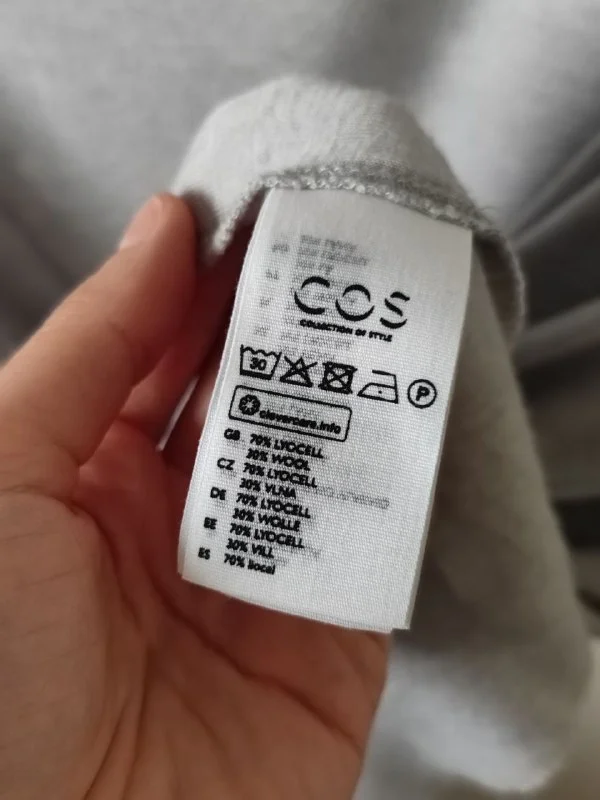 COS
COLLECTION OF STYLE
30
P
clevercare.info
GB 70% LYOCELL
30% WOOL
CZ 70% LYOCELL
30% VLNA
DE 70% LYOCELL
30% WOLLE
EE 70% LYOCELL
30% VILL
ES 70% liocel